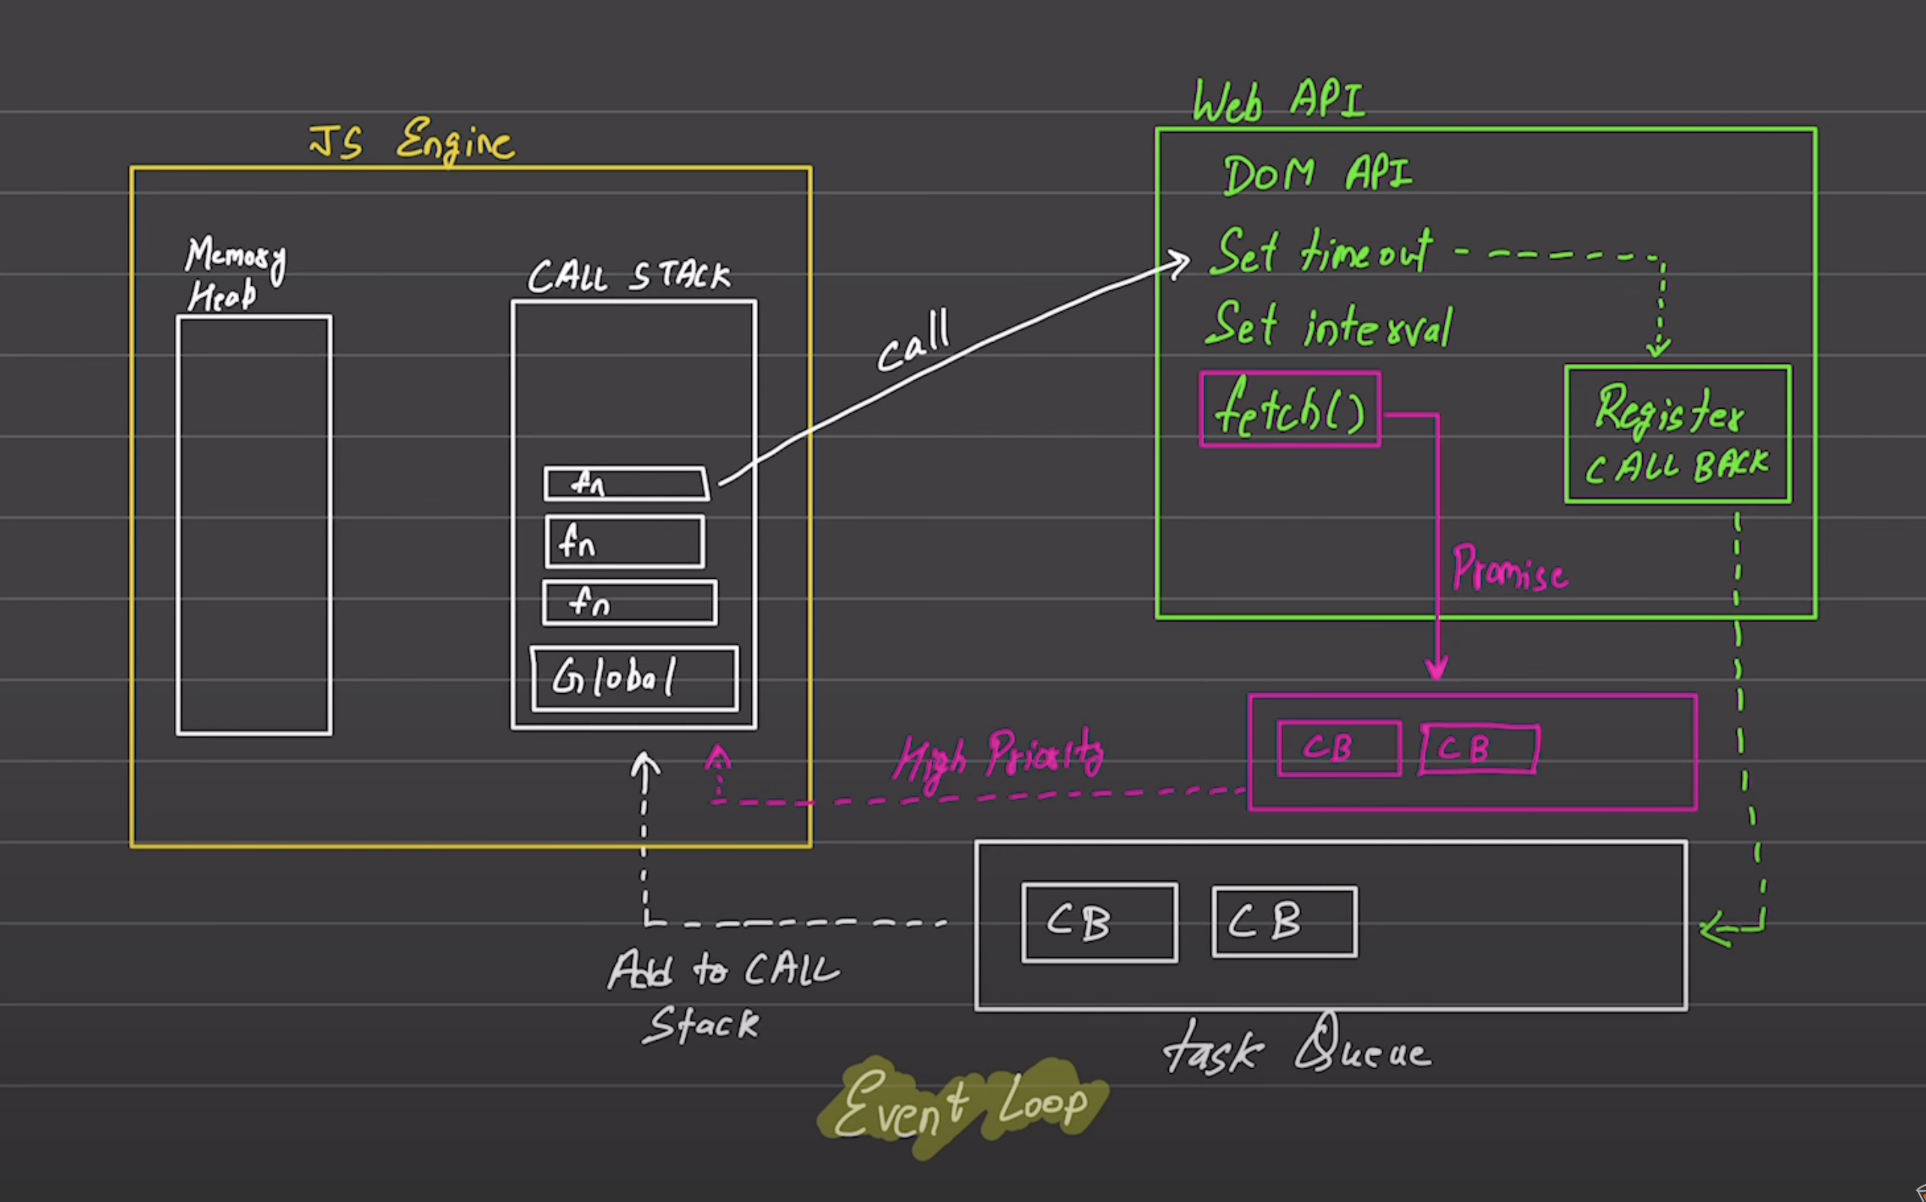 Web API
JS Engine
DOM API
Memory
Heap
CALL STACK
Set timeout
Set interval
call
fetch()
Register
CALL BACK
fn
fn
fn
Global
Promise
High Priority
CB
CB
CB
CB
Add to CALL
Stack
task Queue
Event Loop